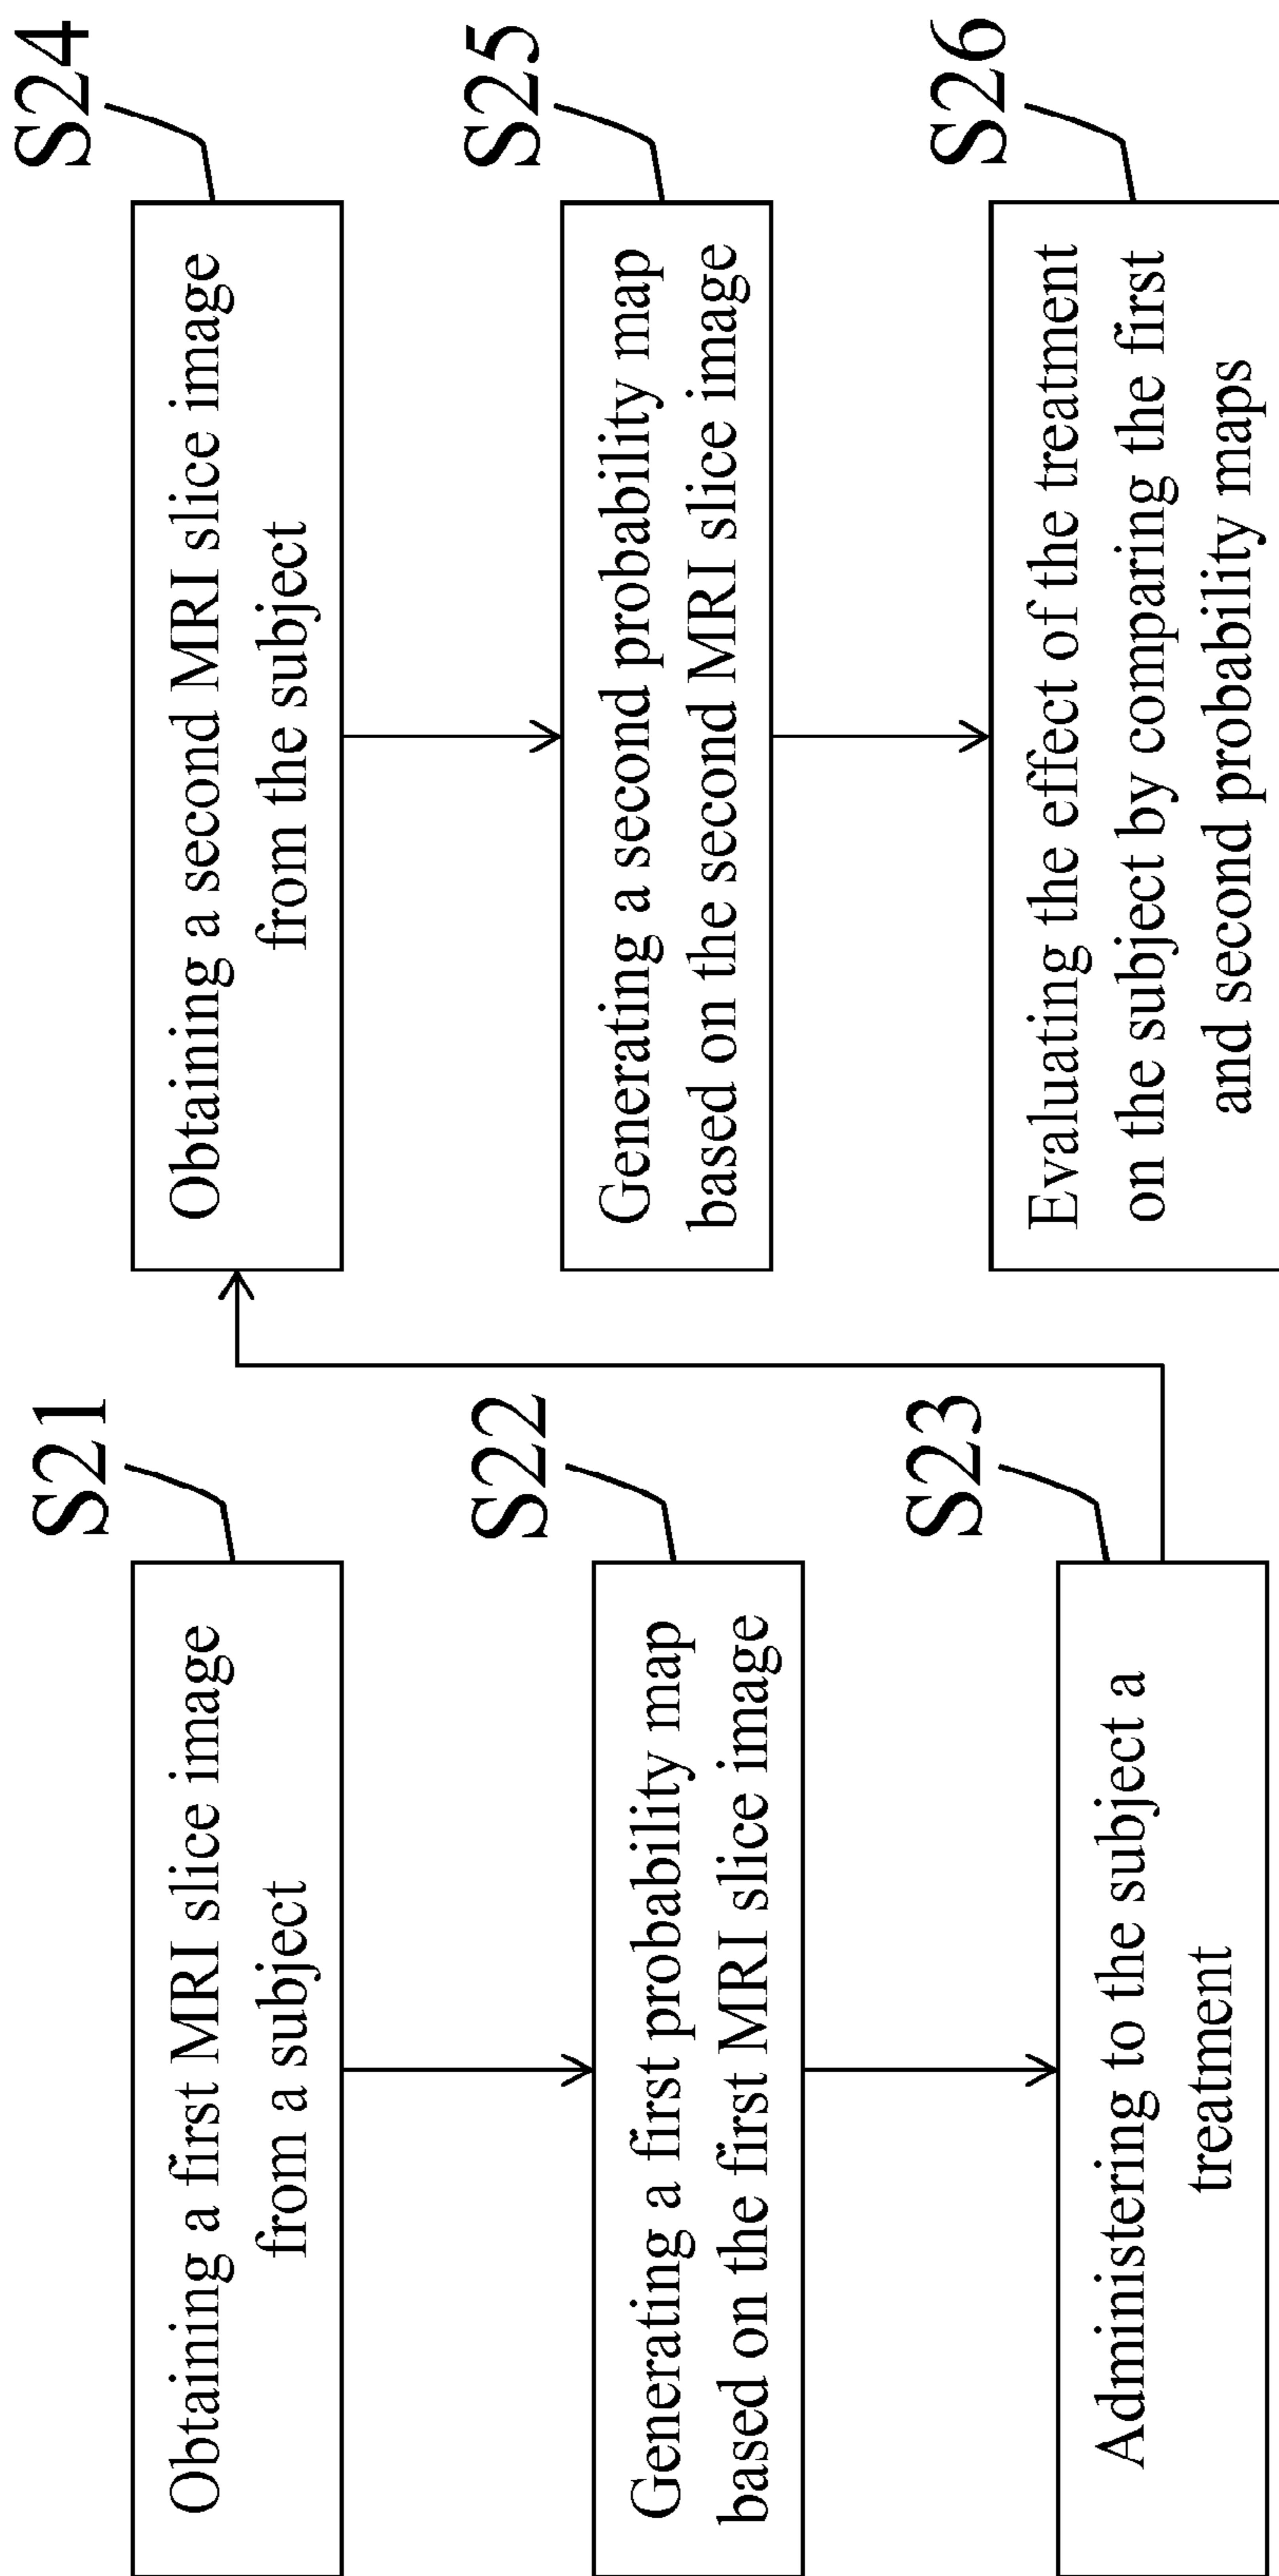 S21
Obtaining a first MRI slice image
from a subject
S22
Generating a first probability map
based on the first MRI slice image
S23
Administering to the subject a
treatment
S24
Obtaining a second MRI slice image
from the subject
S25
Generating a second probability map
based on the second MRI slice image
S26
Evaluating the effect of the treatment
on the subject by comparing the first
and second probability maps